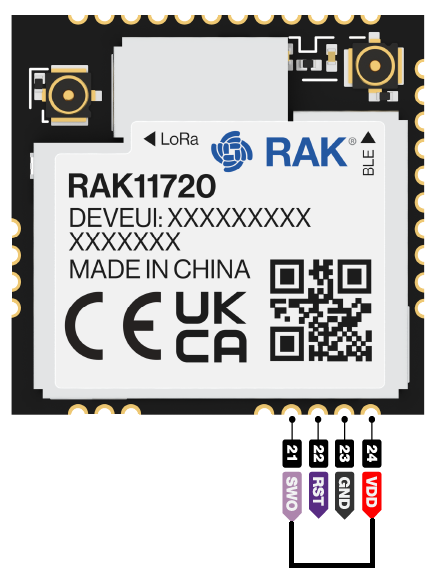 LoRa
RAK®
BLE
RAK11720
DEVEUI: XXXXXXXXX
XXXXXXX
MADE IN CHINA
CE
UK
CA
21 22 23 24
SWO RST GND VDD